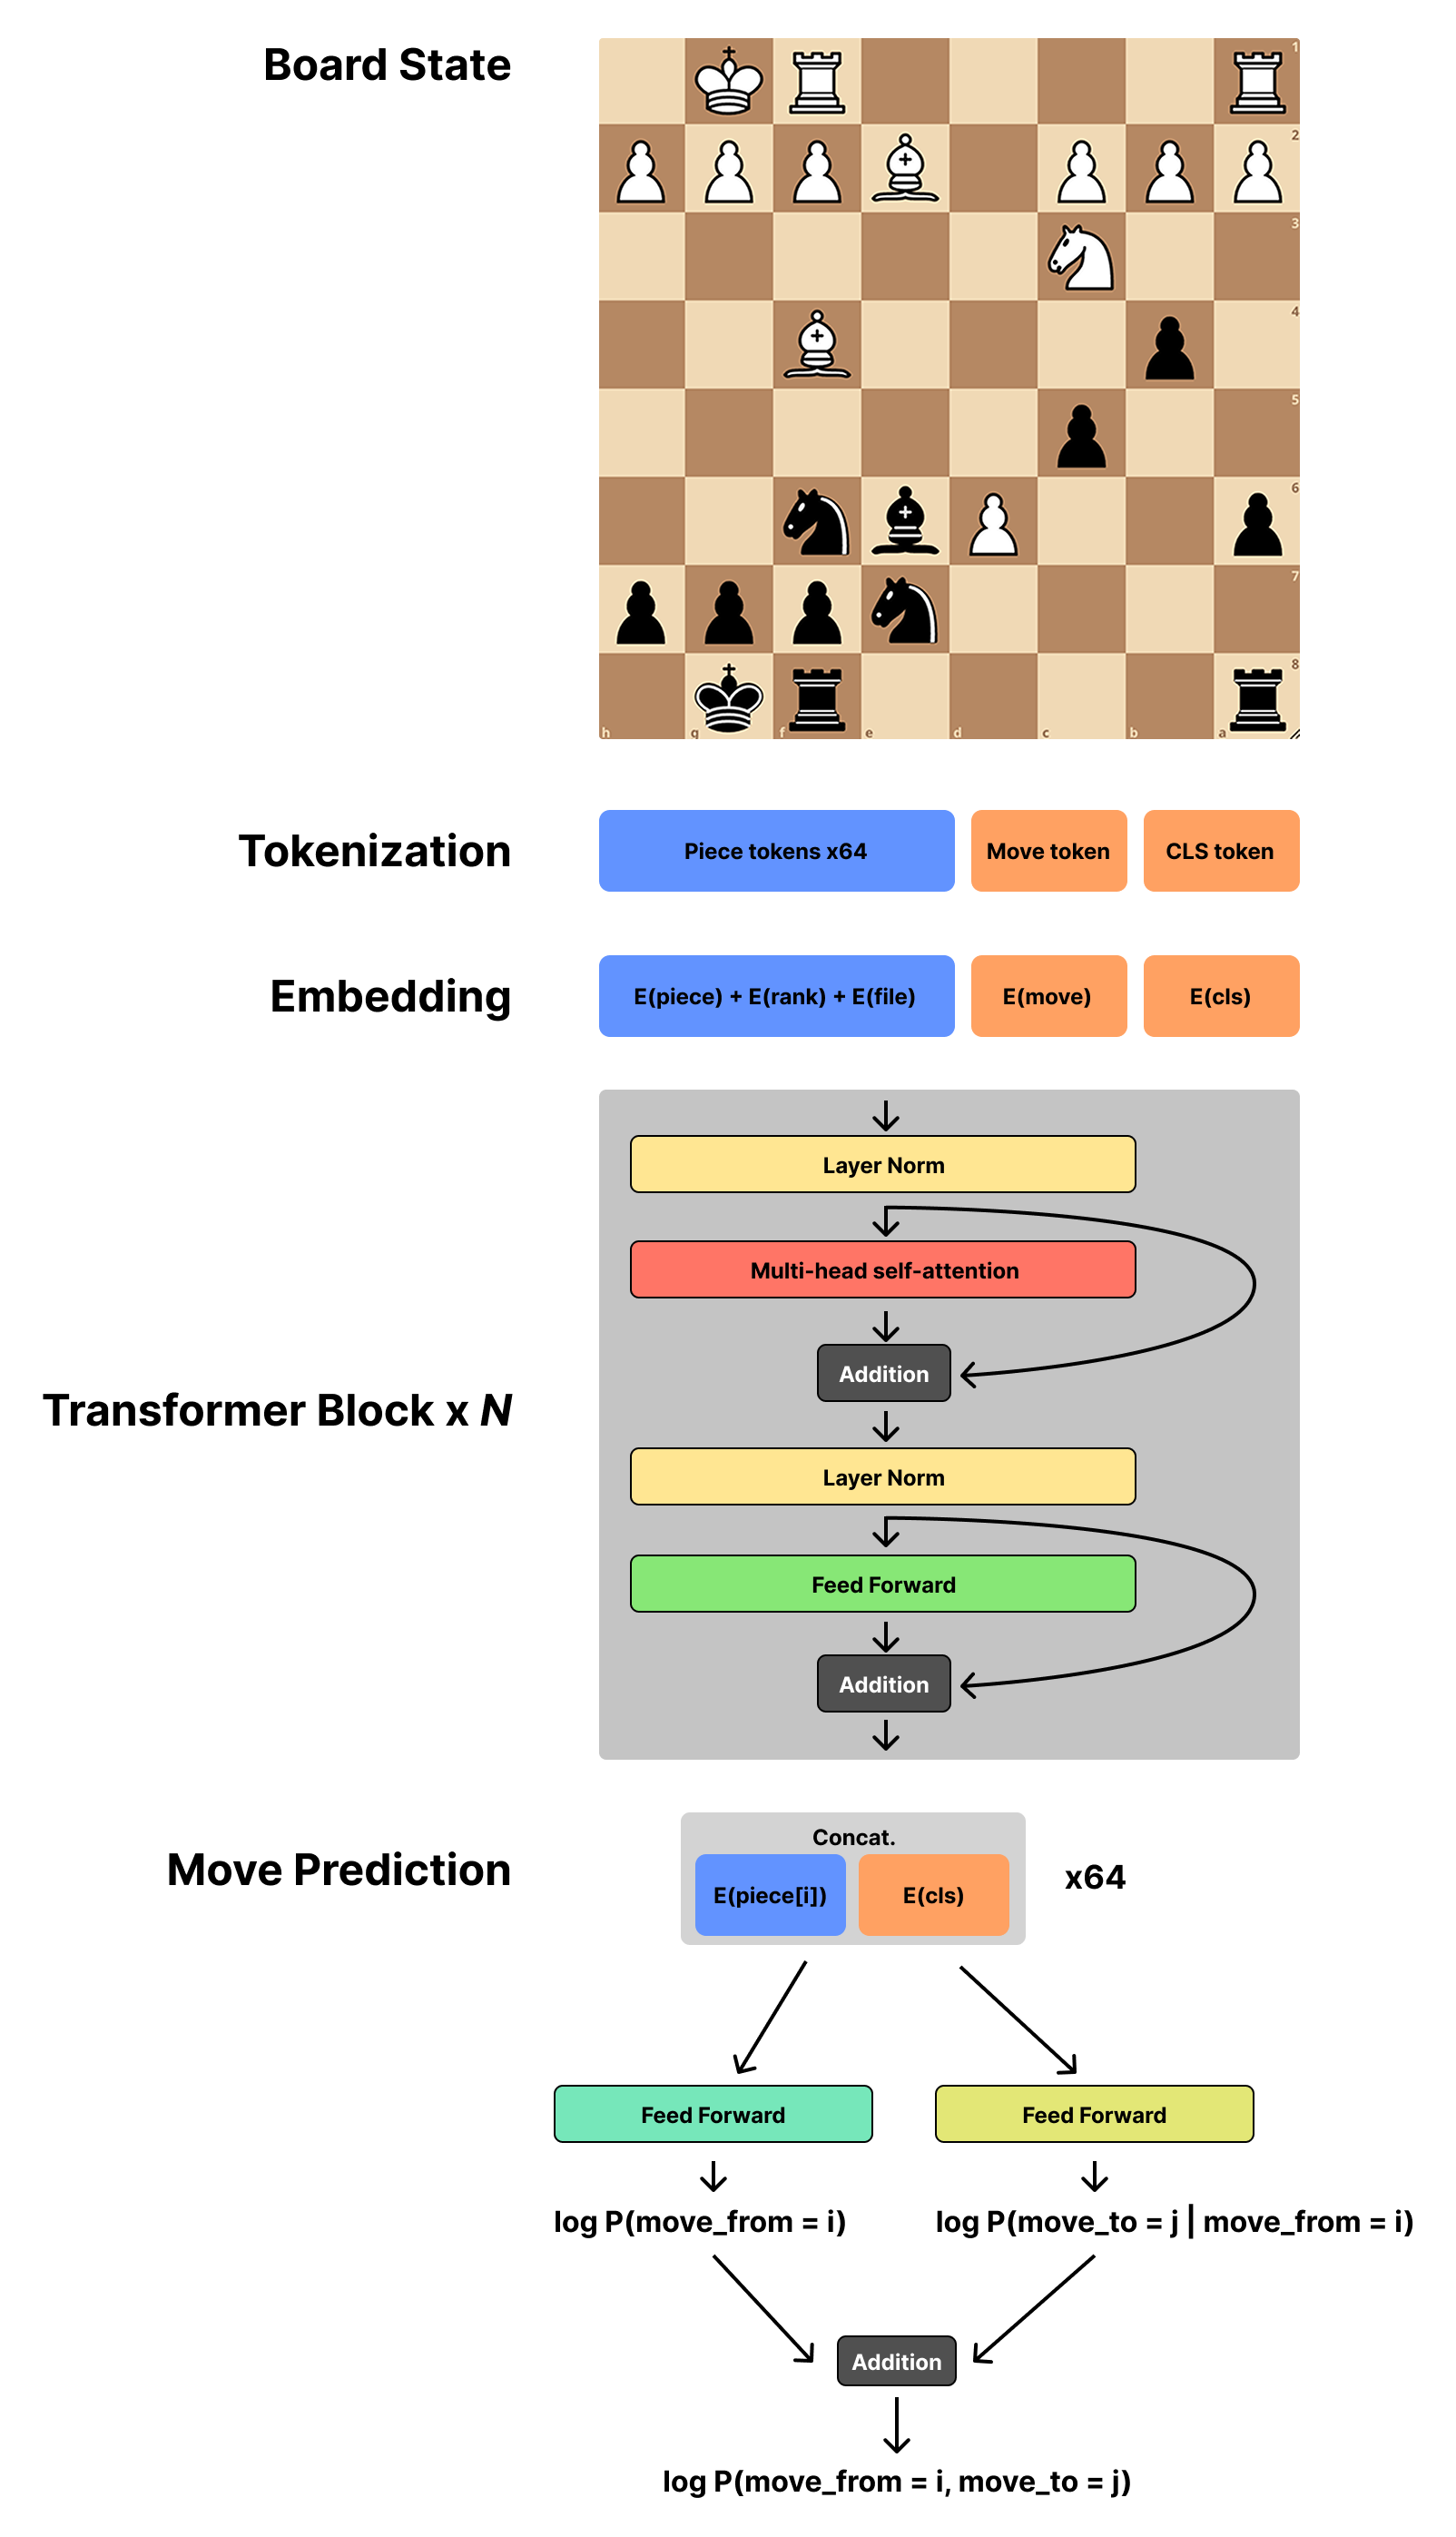 Board State
1
2
3
4
5
6
7
8
h g f e d c b a
Tokenization
Piece tokens x64
Move token
CLS token
Embedding
E(piece) + E(rank) + E(file)
E(move)
E(cls)
Transformer Block x N
Layer Norm
Multi-head self-attention
Addition
Layer Norm
Feed Forward
Addition
Move Prediction
Concat.
E(piece[i])
E(cls)
x64
Feed Forward
Feed Forward
log P(move_from = i)
log P(move_to = j | move_from = i)
Addition
log P(move_from = i, move_to = j)